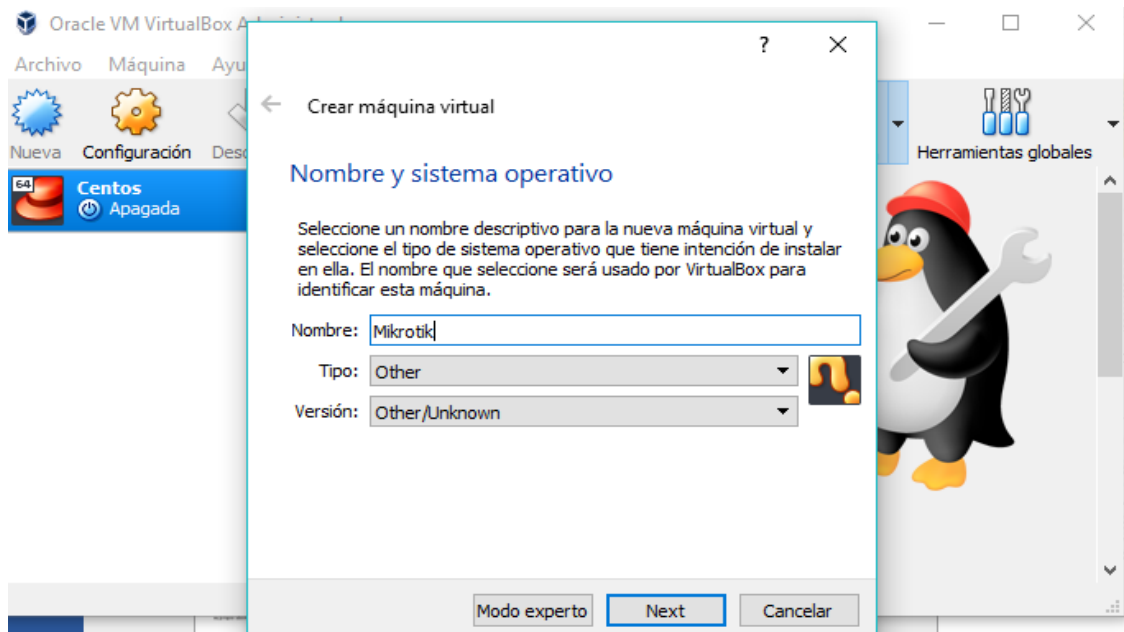 Oracle VM VirtualBox
Archivo Máquina
?
Crear máquina virtual
Nueva Configuración
Herramientas globales
64
Centos
Apagada
Nombre y sistema operativo
Seleccione un nombre descriptivo para la nueva máquina virtual y
seleccione el tipo de sistema operativo que tiene intención de instalar
en ella. El nombre que seleccione será usado por VirtualBox para
identificar esta máquina.
Nombre: Mikrotik
Tipo: Other
Versión: Other/Unknown
Modo experto Next Cancelar